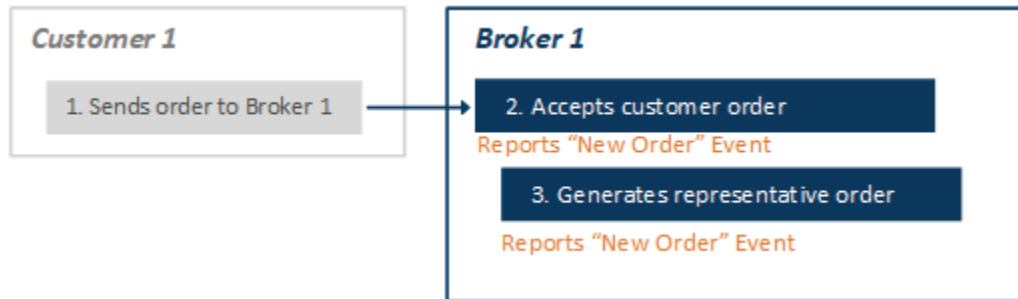 Customer 1
1. Sends order to Broker 1
Broker 1
2. Accepts customer order
Reports “New Order” Event
3. Generates representative order
Reports “New Order” Event